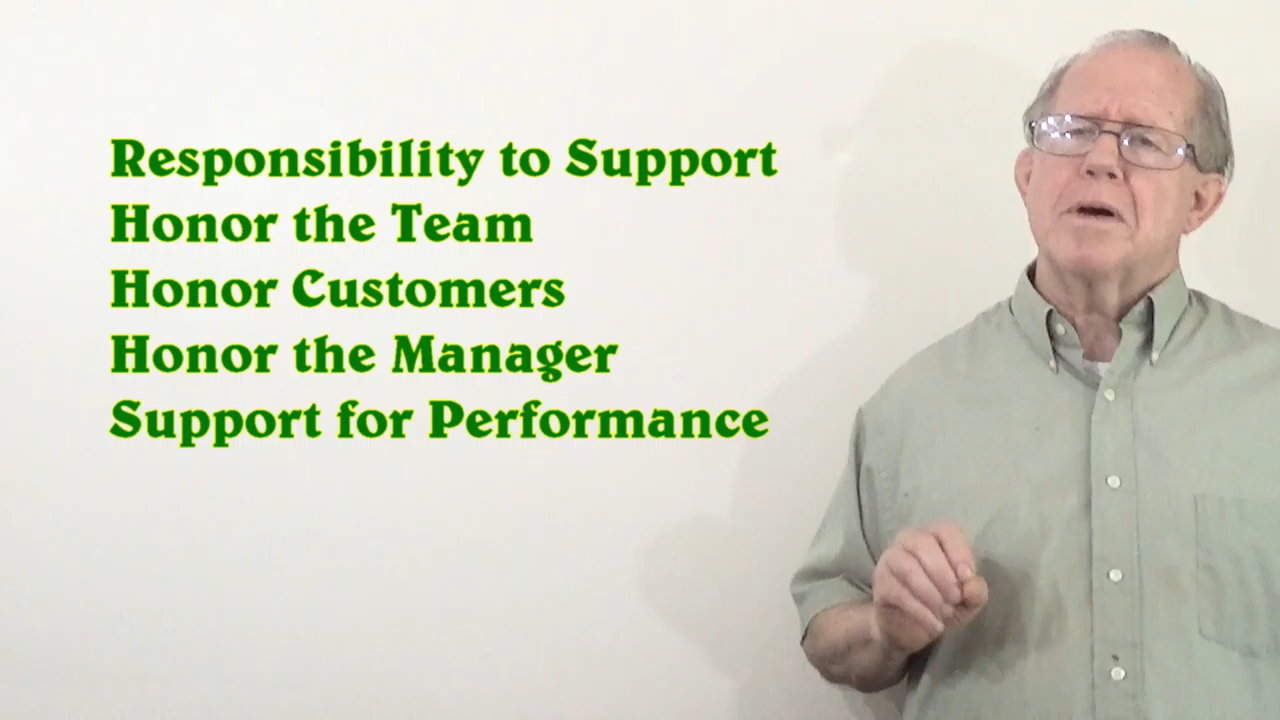 Responsibility to Support
Honor the Team
Honor Customers
Honor the Manager
Support for Performance